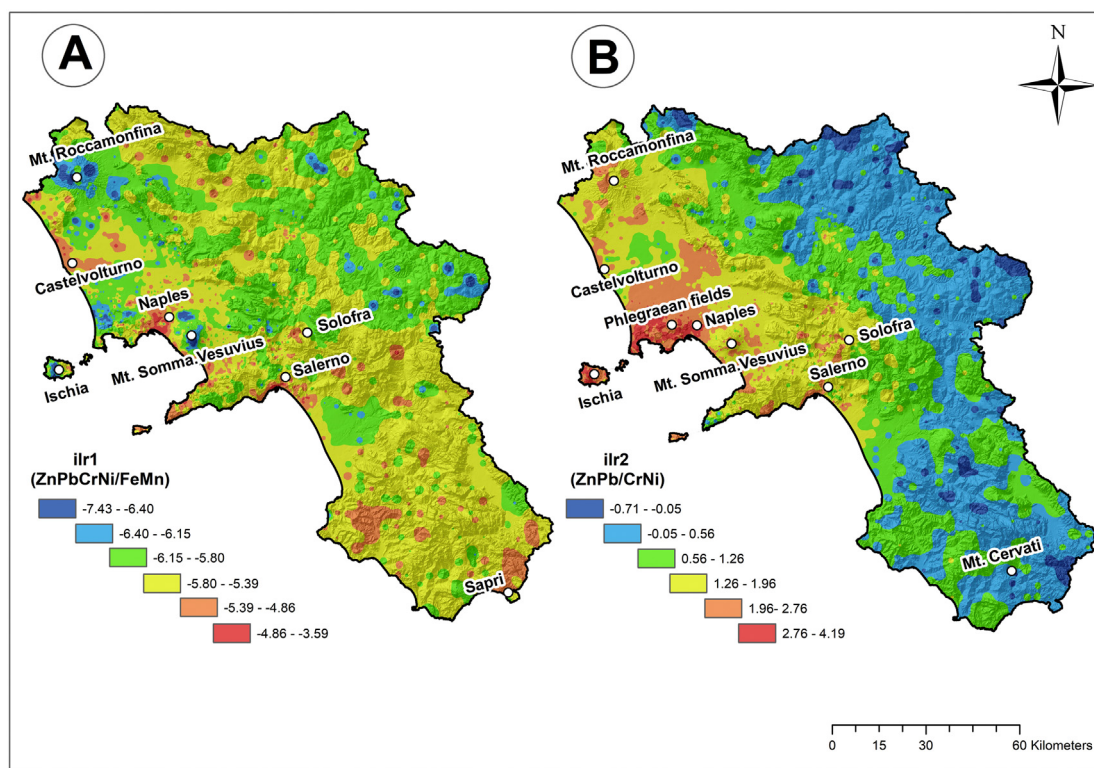 A
B
N
Mt. Roccamonfina
Castelvolturno
Naples
Mt. Somma.Vesuvius
Solofra
Salerno
Ischia
Sapri
ilr1
(ZnPbCrNi/FeMn)
-7.43 - -6.40
-6.40 - -6.15
-6.15 - -5.80
-5.80 - -5.39
-5.39 - -4.86
-4.86 - -3.59
Mt. Roccamonfina
Castelvolturno
Phlegraean fields
Naples
Mt. Somma.Vesuvius
Solofra
Salerno
Ischia
Mt. Cervati
ilr2
(ZnPb/CrNi)
-0.71 - -0.05
-0.05 - 0.56
0.56 - 1.26
1.26 - 1.96
1.96- 2.76
2.76 - 4.19
0 15 30 60 Kilometers